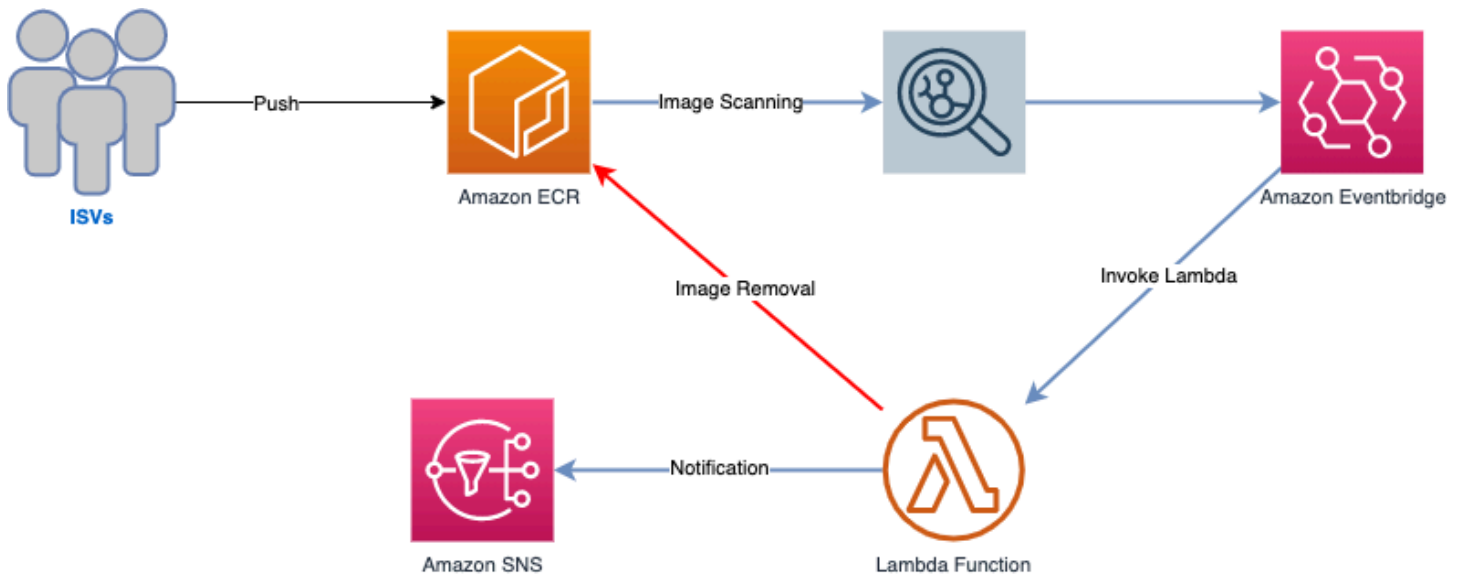 Push
Image Scanning
Amazon ECR
Amazon Eventbridge
ISVs
Invoke Lambda
Image Removal
Notification
Amazon SNS
Lambda Function